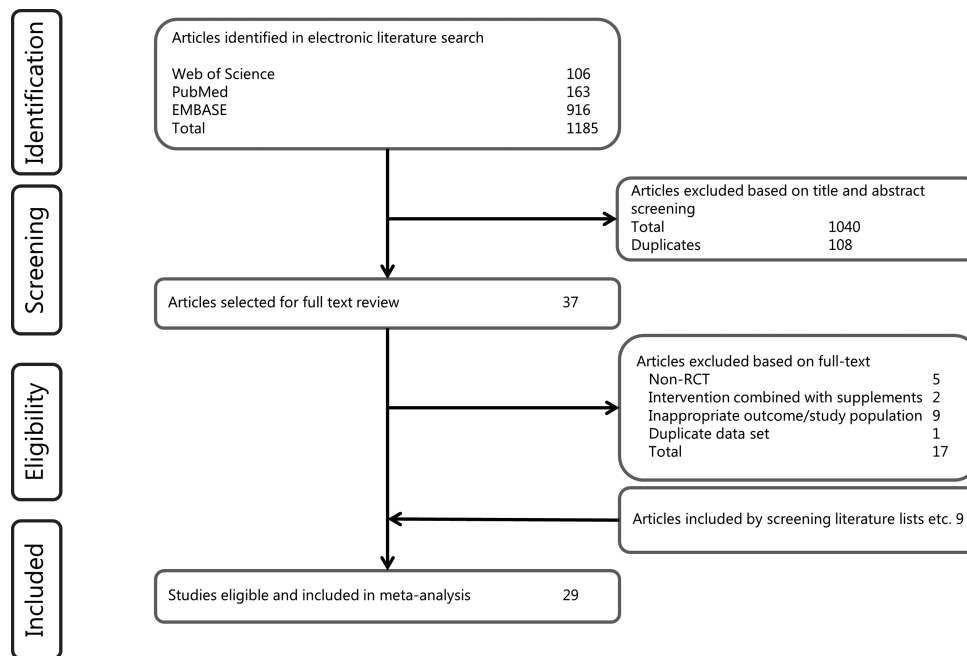 Identification
Articles identified in electronic literature search
Web of Science 106
PubMed 163
EMBASE 916
Total 1185
Screening
Articles excluded based on title and abstract
screening
Total 1040
Duplicates 108
Articles selected for full text review 37
Eligibility
Articles excluded based on full-text
Non-RCT 5
Intervention combined with supplements 2
Inappropriate outcome/study population 9
Duplicate data set 1
Total 17
Articles included by screening literature lists etc. 9
Included
Studies eligible and included in meta-analysis 29